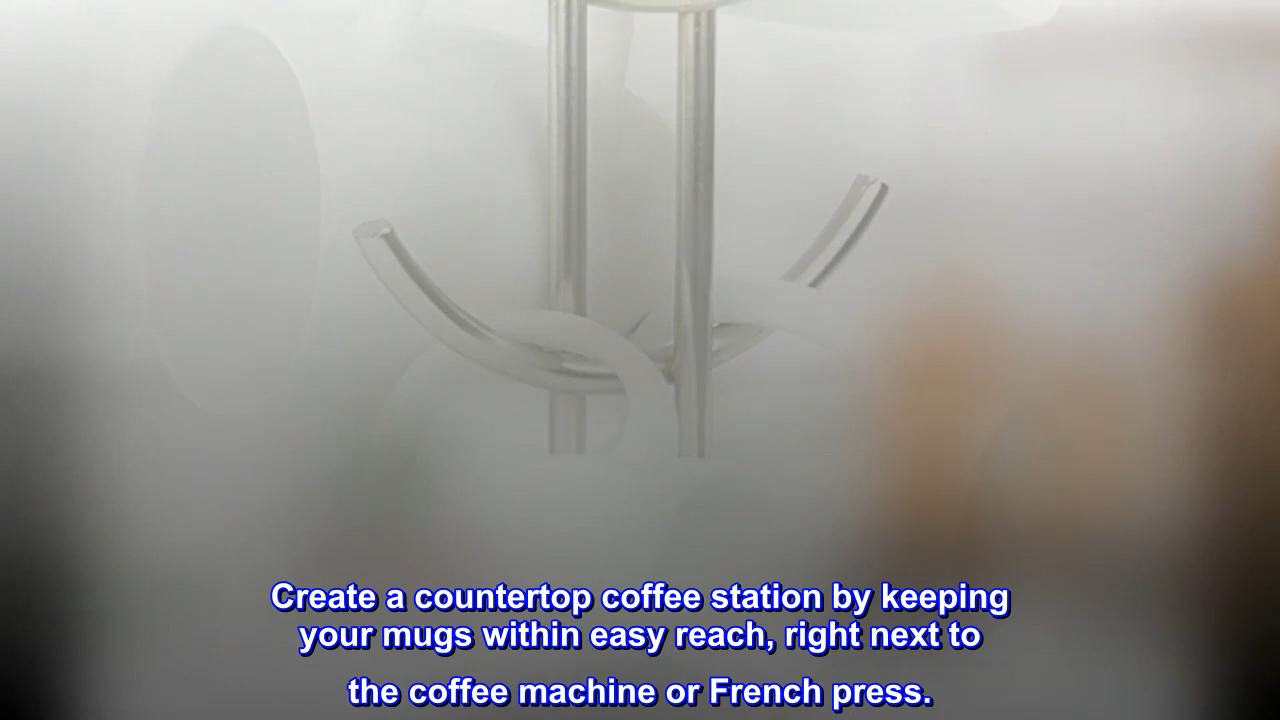 Create a countertop coffee station by keeping
your mugs within easy reach, right next to
the coffee machine or French press.